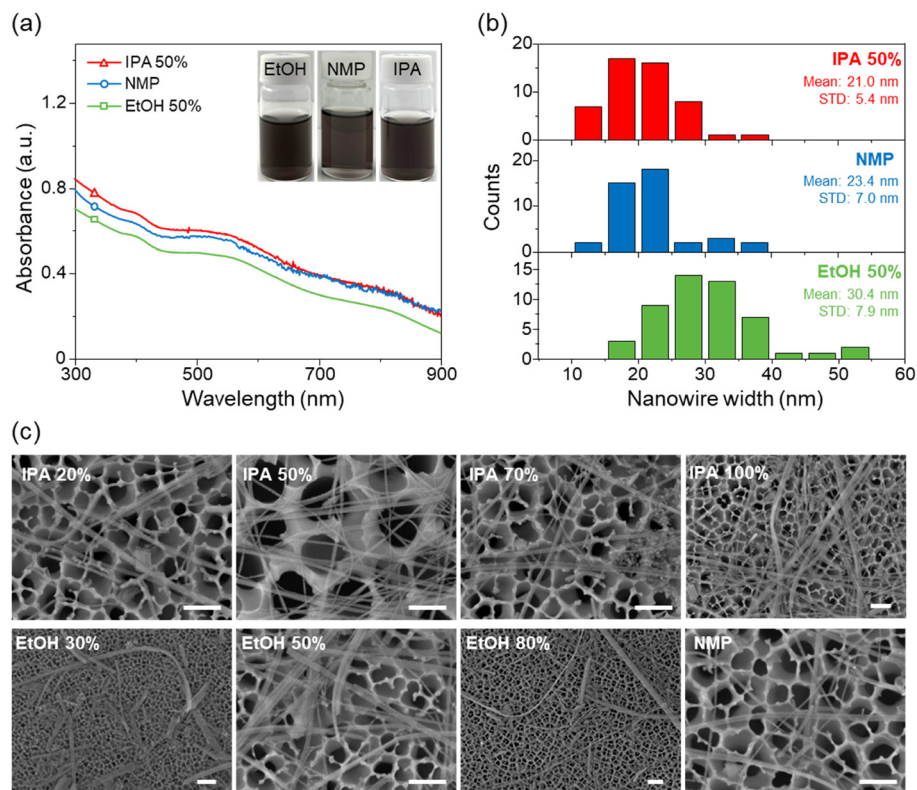 (a)
IPA 50%
NMP
EtOH 50%
EtOH NMP IPA
1.2
0.8
0.4
0
Absorbance (a.u.)
300 500 700 900
Wavelength (nm)
(b)
20
10
0
IPA 50%
Mean: 21.0 nm
STD: 5.4 nm
20
10
0
NMP
Mean: 23.4 nm
STD: 7.0 nm
15
10
5
0
EtOH 50%
Mean: 30.4 nm
STD: 7.9 nm
Counts
10 20 30 40 50 60
Nanowire width (nm)
(c)
IPA 20%
IPA 50%
IPA 70%
IPA 100%
EtOH 30%
EtOH 50%
EtOH 80%
NMP